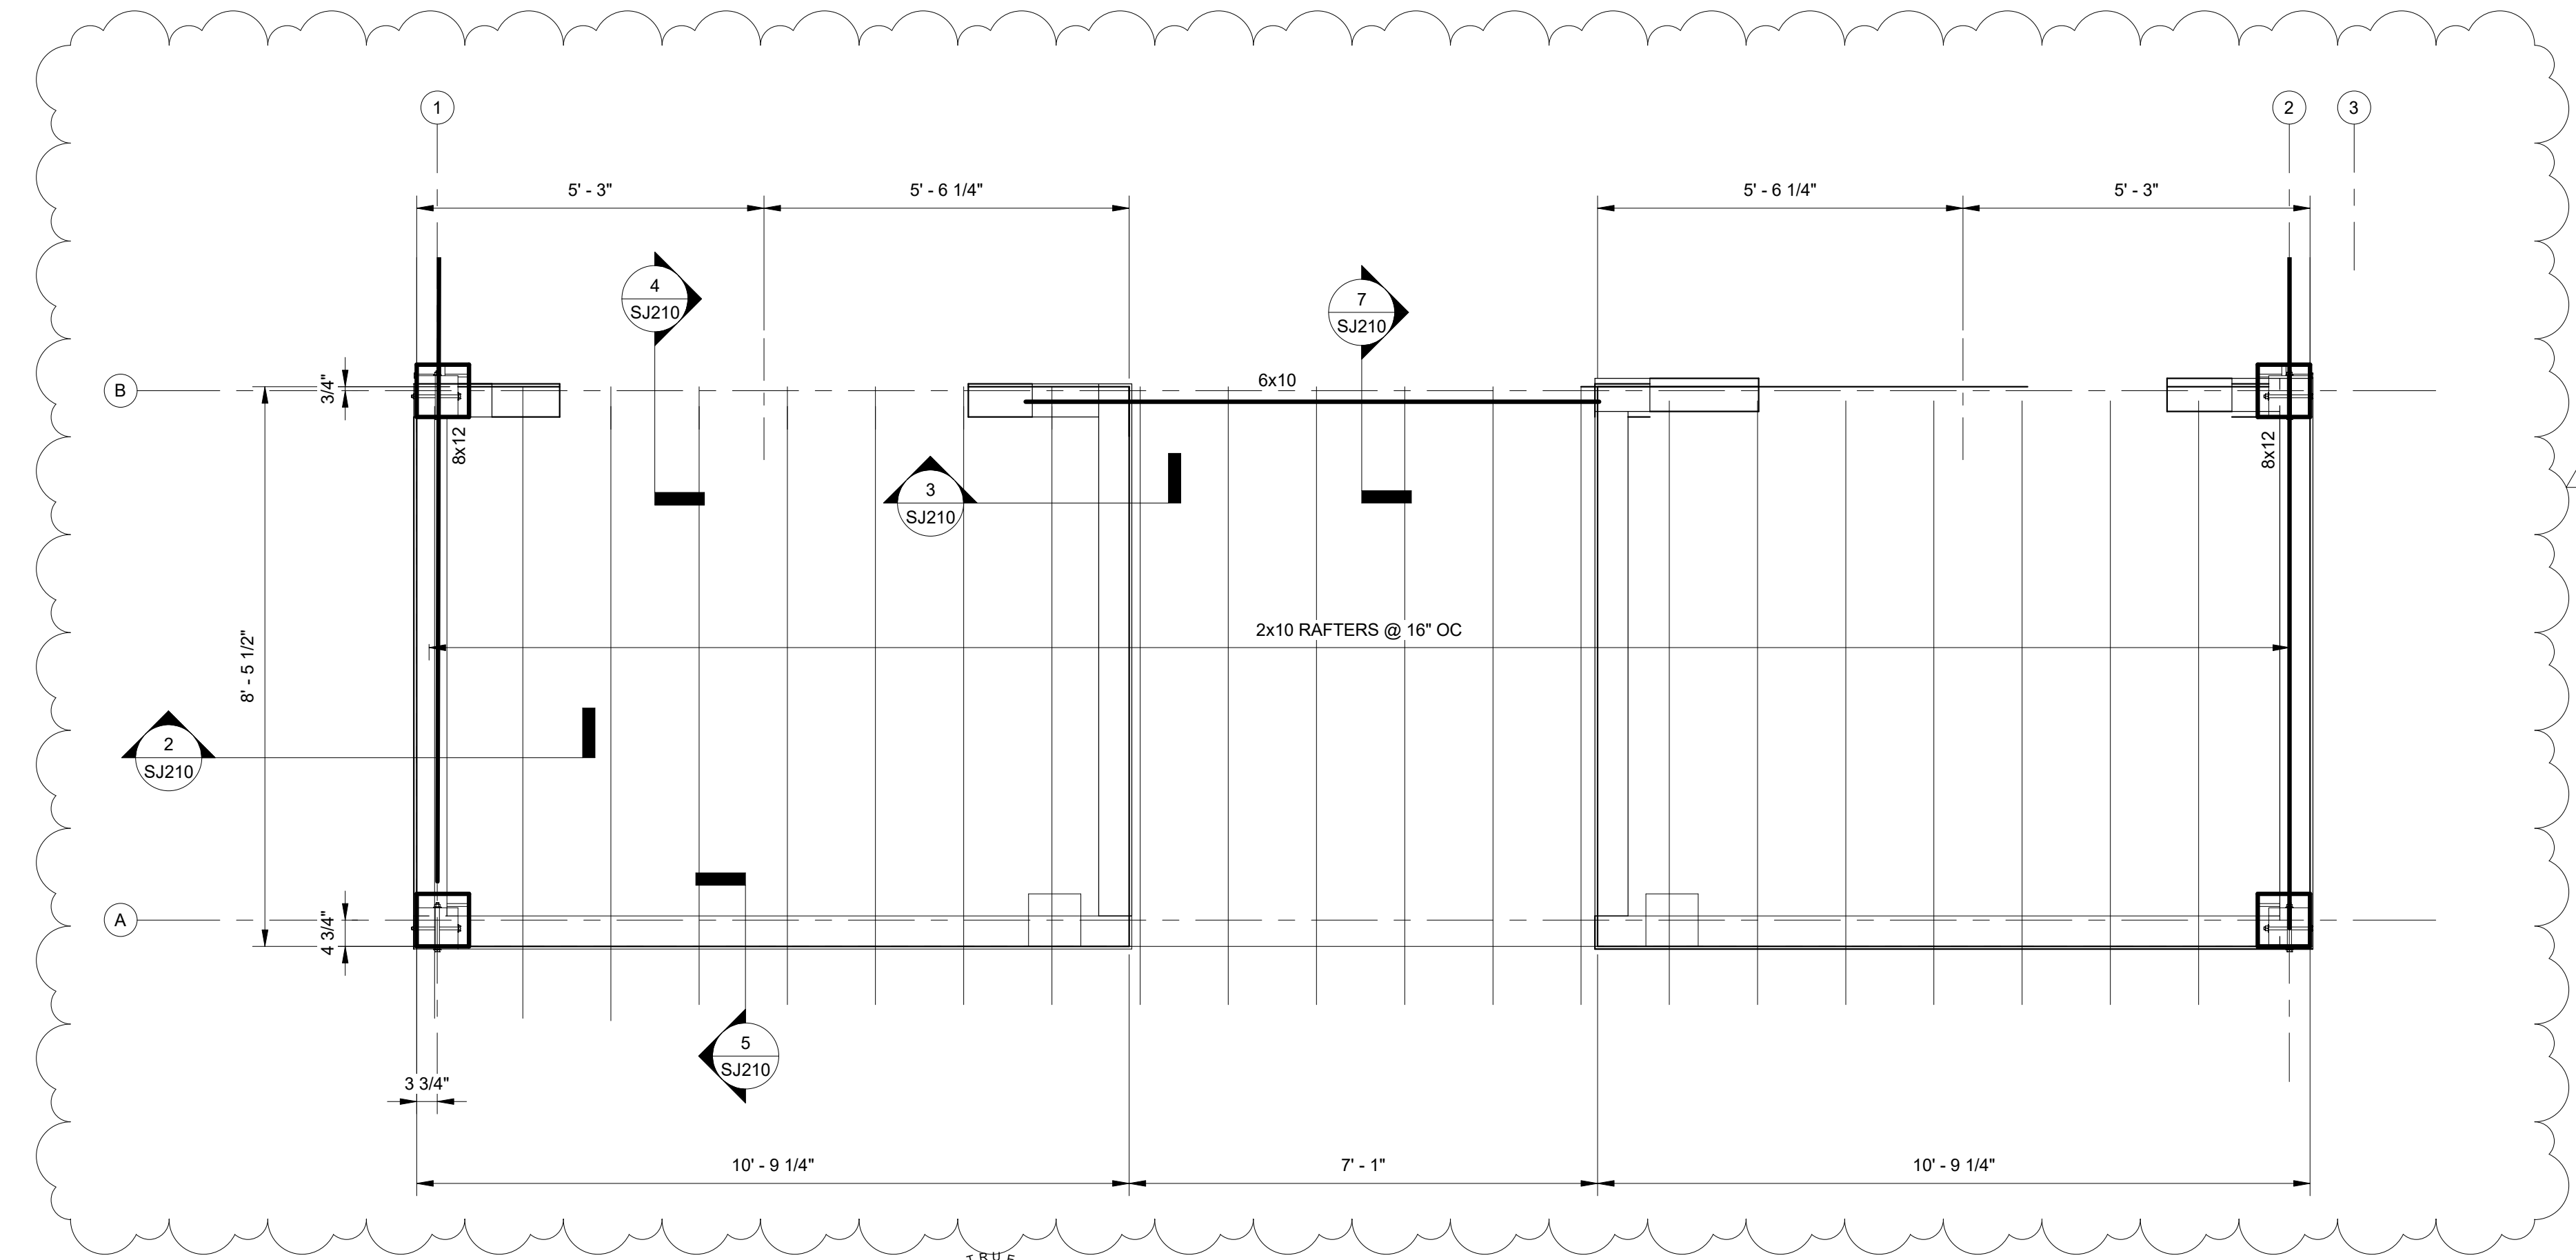 1
2
3
5' - 3"
5' - 6 1/4"
5' - 6 1/4"
5' - 3"
4
SJ210
7
SJ210
B
3/4"
6x10
8x12
8x12
3
SJ210
2x10 RAFTERS @ 16" OC
8' - 5 1/2"
2
SJ210
A
4 3/4"
5
SJ210
3 3/4"
10' - 9 1/4"
7' - 1"
10' - 9 1/4"
TRUE